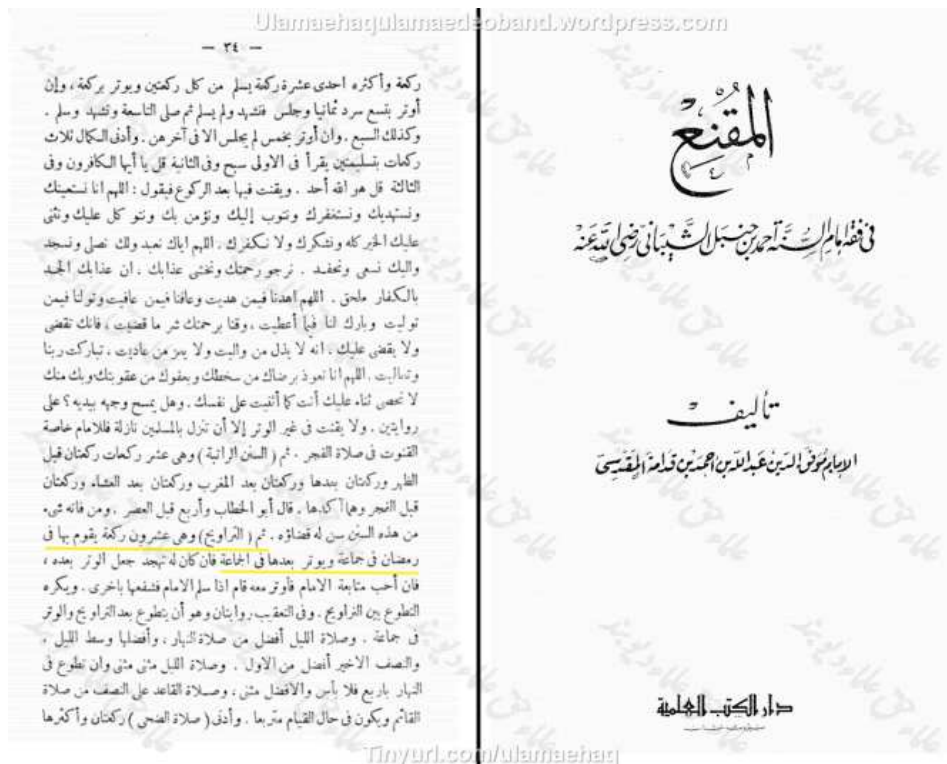 Ulamaehaqulamaedeoband.wordpress.com
المقنع
في فقه إمام السنة أحمد بن حنبل الشيباني رضي الله عنه
تأليف
الإمام موفق الدين عبد الله بن أحمد بن قدامة المقدسي
دار الكتب العلمية
— ٣٤ —
ركعة وأكثره احدى عشرة ركعة يسلم من كل ركعتين ويوتر بركعة ، وإن
أوتر بتسع سرد ثمانيا وجلس فتشهد ولم يسلم ثم صلى التاسعة وتشهد وسلم .
وكذلك السبع . وان أوتر بخمس لم يجلس الا فى آخرهن . وأدنى الكمال ثلاث
ركعات بتسليمتين يقرأ فى الاولى سبح وفى الثانية قل يا أيها الكافرون وفى
الثالثة قل هو الله أحد . ويقنت فيها بعد الركوع فيقول : اللهم انا نستعينك
ونستهديك ونستغفرك ونتوب إليك ونؤمن بك ونتوكل عليك ونثنى
عليك الخير كله ونشكرك ولا نكفرك . اللهم اياك نعبد ولك نصلى ونسجد
واليك نسعى ونحفد . نرجو رحمتك ونخشى عذابك . ان عذابك الجد
بالكفار ملحق . اللهم اهدنا فيمن هديت وعافنا فيمن عافيت وتولنا فيمن
توليت وبارك لنا فيما أعطيت ، وقنا برحمتك شر ما قضيت ، فانك تقضى
ولا يقضى عليك . انه لا يذل من واليت ولا يعز من عاديت ، تباركت ربنا
وتعاليت . اللهم انا نعوذ برضاك من سخطك وبعفوك من عقوبتك وبك منك
لا نحصى ثناء عليك أنت كما أثنيت على نفسك . وهل يمسح وجهه بيديه ؟ على
روايتين . ولا يقنت فى غير الوتر إلا أن تنزل بالمسلمين نازلة فللامام خاصة
القنوت فى صلاة الفجر . ثم ( السنن الراتبة ) وهى عشر ركعات ركعتان قبل
الظهر وركعتان بعدها وركعتان بعد المغرب وركعتان بعد العشاء وركعتان
قبل الفجر وهما آكدها . قال أبو الخطاب وأربع قبل العصر . ومن فاته شىء
من هذه السنن سن له قضاؤه . ثم ( التراويح ) وهى عشرون ركعة يقوم بها فى
رمضان فى جماعة ويوتر بعدها فى الجماعة فان كان له تهجد جعل الوتر بعده ،
فان أحب متابعة الامام فأوتر معه قام اذا سلم الامام فشفعها باخرى . ويكره
التطوع بين التراويح . وفى التعقيب روايتان وهو أن يتطوع بعد التراويح والوتر
فى جماعة . وصلاة الليل أفضل من صلاة النهار ، وأفضلها وسط الليل ،
والنصف الاخير أفضل من الاول . وصلاة الليل مثنى مثنى وان تطوع فى
النهار باربع فلا بأس والافضل مثنى ، وصلاة القاعد على النصف من صلاة
القائم ويكون فى حال القيام متربعا . وأدنى ( صلاة الضحى ) ركعتان وأكثرها
Tinyurl.com/ulamaehaq